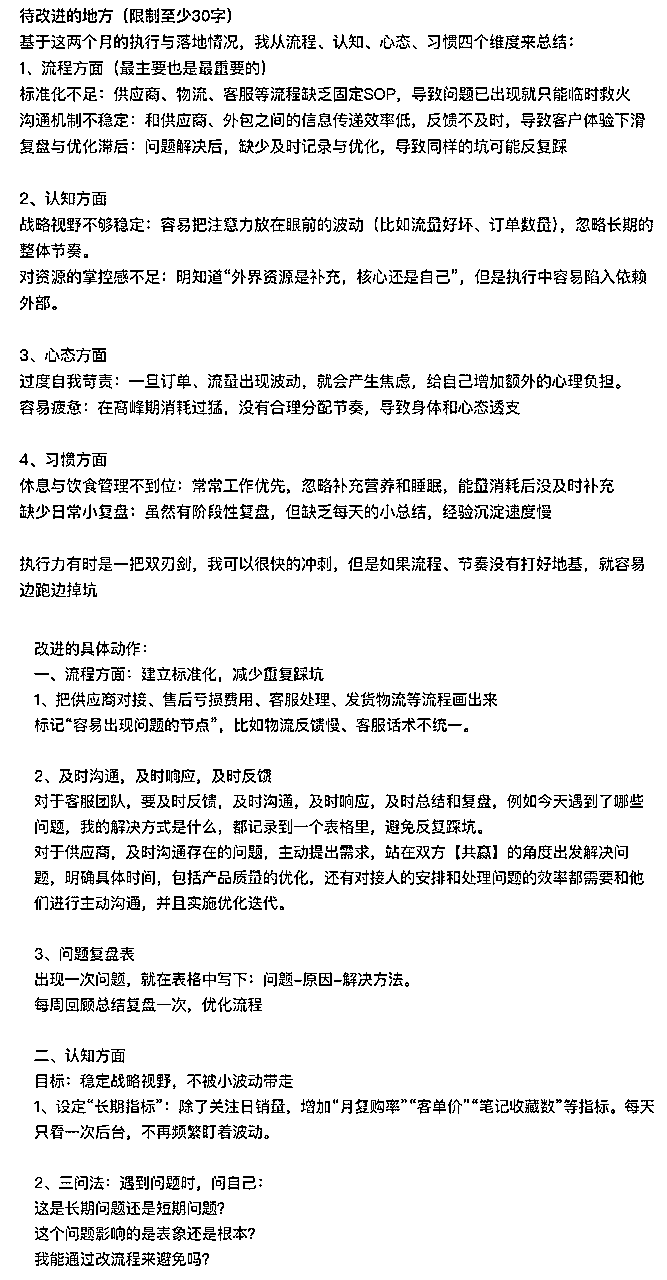 待改进的地方（限制至少30字）
基于这两个月的执行与落地情况，我从流程、认知、心态、习惯四个维度来总结：
1、流程方面（最主要也是最重要的）
标准化不足：供应商、物流、客服等流程缺乏固定SOP，导致问题已出现就只能临时救火
沟通机制不稳定：和供应商、外包之间的信息传递效率低，反馈不及时，导致客户体验下滑
复盘与优化滞后：问题解决后，缺少及时记录与优化，导致同样的坑可能反复踩
2、认知方面
战略视野不够稳定：容易把注意力放在眼前的波动（比如流量好坏、订单数量），忽略长期的
整体节奏。
对资源的掌控感不足：明知道“外界资源是补充，核心还是自己”，但是执行中容易陷入依赖
外部。
3、心态方面
过度自我苛责：一旦订单、流量出现波动，就会产生焦虑，给自己增加额外的心理负担。
容易疲惫：在高峰期消耗过猛，没有合理分配节奏，导致身体和心态透支
4、习惯方面
休息与饮食管理不到位：常常工作优先，忽略补充营养和睡眠，能量消耗后没及时补充
缺少日常小复盘：虽然有阶段性复盘，但缺乏每天的小总结，经验沉淀速度慢
执行力有时是一把双刃剑，我可以很快的冲刺，但是如果流程、节奏没有打好地基，就容易
边跑边掉坑
改进的具体动作：
一、流程方面：建立标准化，减少重复踩坑
1、把供应商对接、售后亏损费用、客服处理、发货物流等流程画出来
标记“容易出现问题的节点”，比如物流反馈慢、客服话术不统一。
2、及时沟通，及时响应，及时反馈
对于客服团队，要及时反馈，及时沟通，及时响应，及时总结和复盘，例如今天遇到了哪些
问题，我的解决方式是什么，都记录到一个表格里，避免反复踩坑。
对于供应商，及时沟通存在的问题，主动提出需求，站在双方【共赢】的角度出发解决问
题，明确具体时间，包括产品质量的优化，还有对接人的安排和处理问题的效率都需要和他
们进行主动沟通，并且实施优化迭代。
3、问题复盘表
出现一次问题，就在表格中写下：问题-原因-解决方法。
每周回顾总结复盘一次，优化流程
二、认知方面
目标：稳定战略视野，不被小波动带走
1、设定“长期指标”：除了关注日销量，增加“月复购率”“客单价”“笔记收藏数”等指标。每天
只看一次后台，不再频繁盯着波动。
2、三问法：遇到问题时，问自己：
这是长期问题还是短期问题？
这个问题影响的是表象还是根本？
我能通过改流程来避免吗？